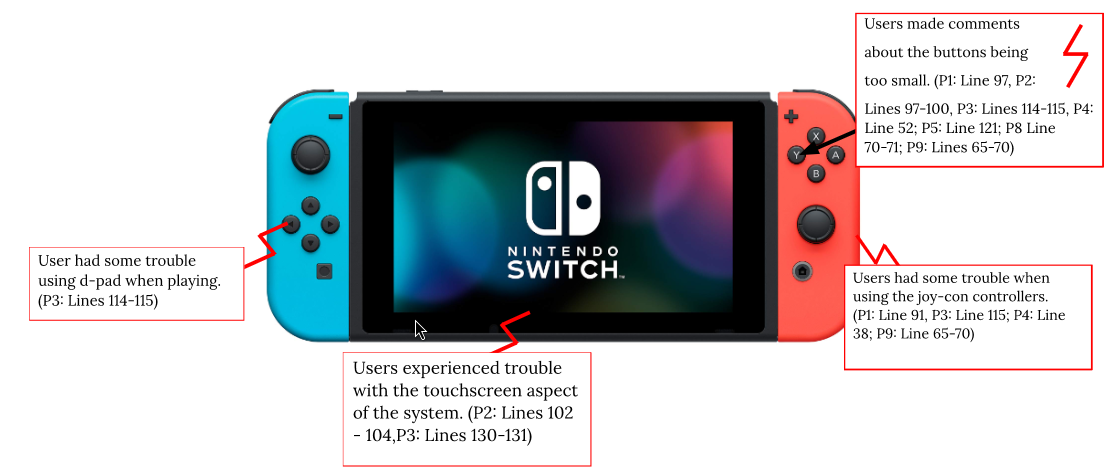 Users made comments
about the buttons being
too small. (P1: Line 97, P2:
Lines 97-100, P3: Lines 114-115, P4:
Line 52; P5: Line 121; P8 Line
70-71; P9: Lines 65-70)
X
Y
A
B
NINTENDO
SWITCH™
User had some trouble
using d-pad when playing.
(P3: Lines 114-115)
Users had some trouble when
using the joy-con controllers.
(P1: Line 91, P3: Line 115; P4: Line
38; P9: Line 65-70)
Users experienced trouble
with the touchscreen aspect
of the system. (P2: Lines 102
- 104,P3: Lines 130-131)